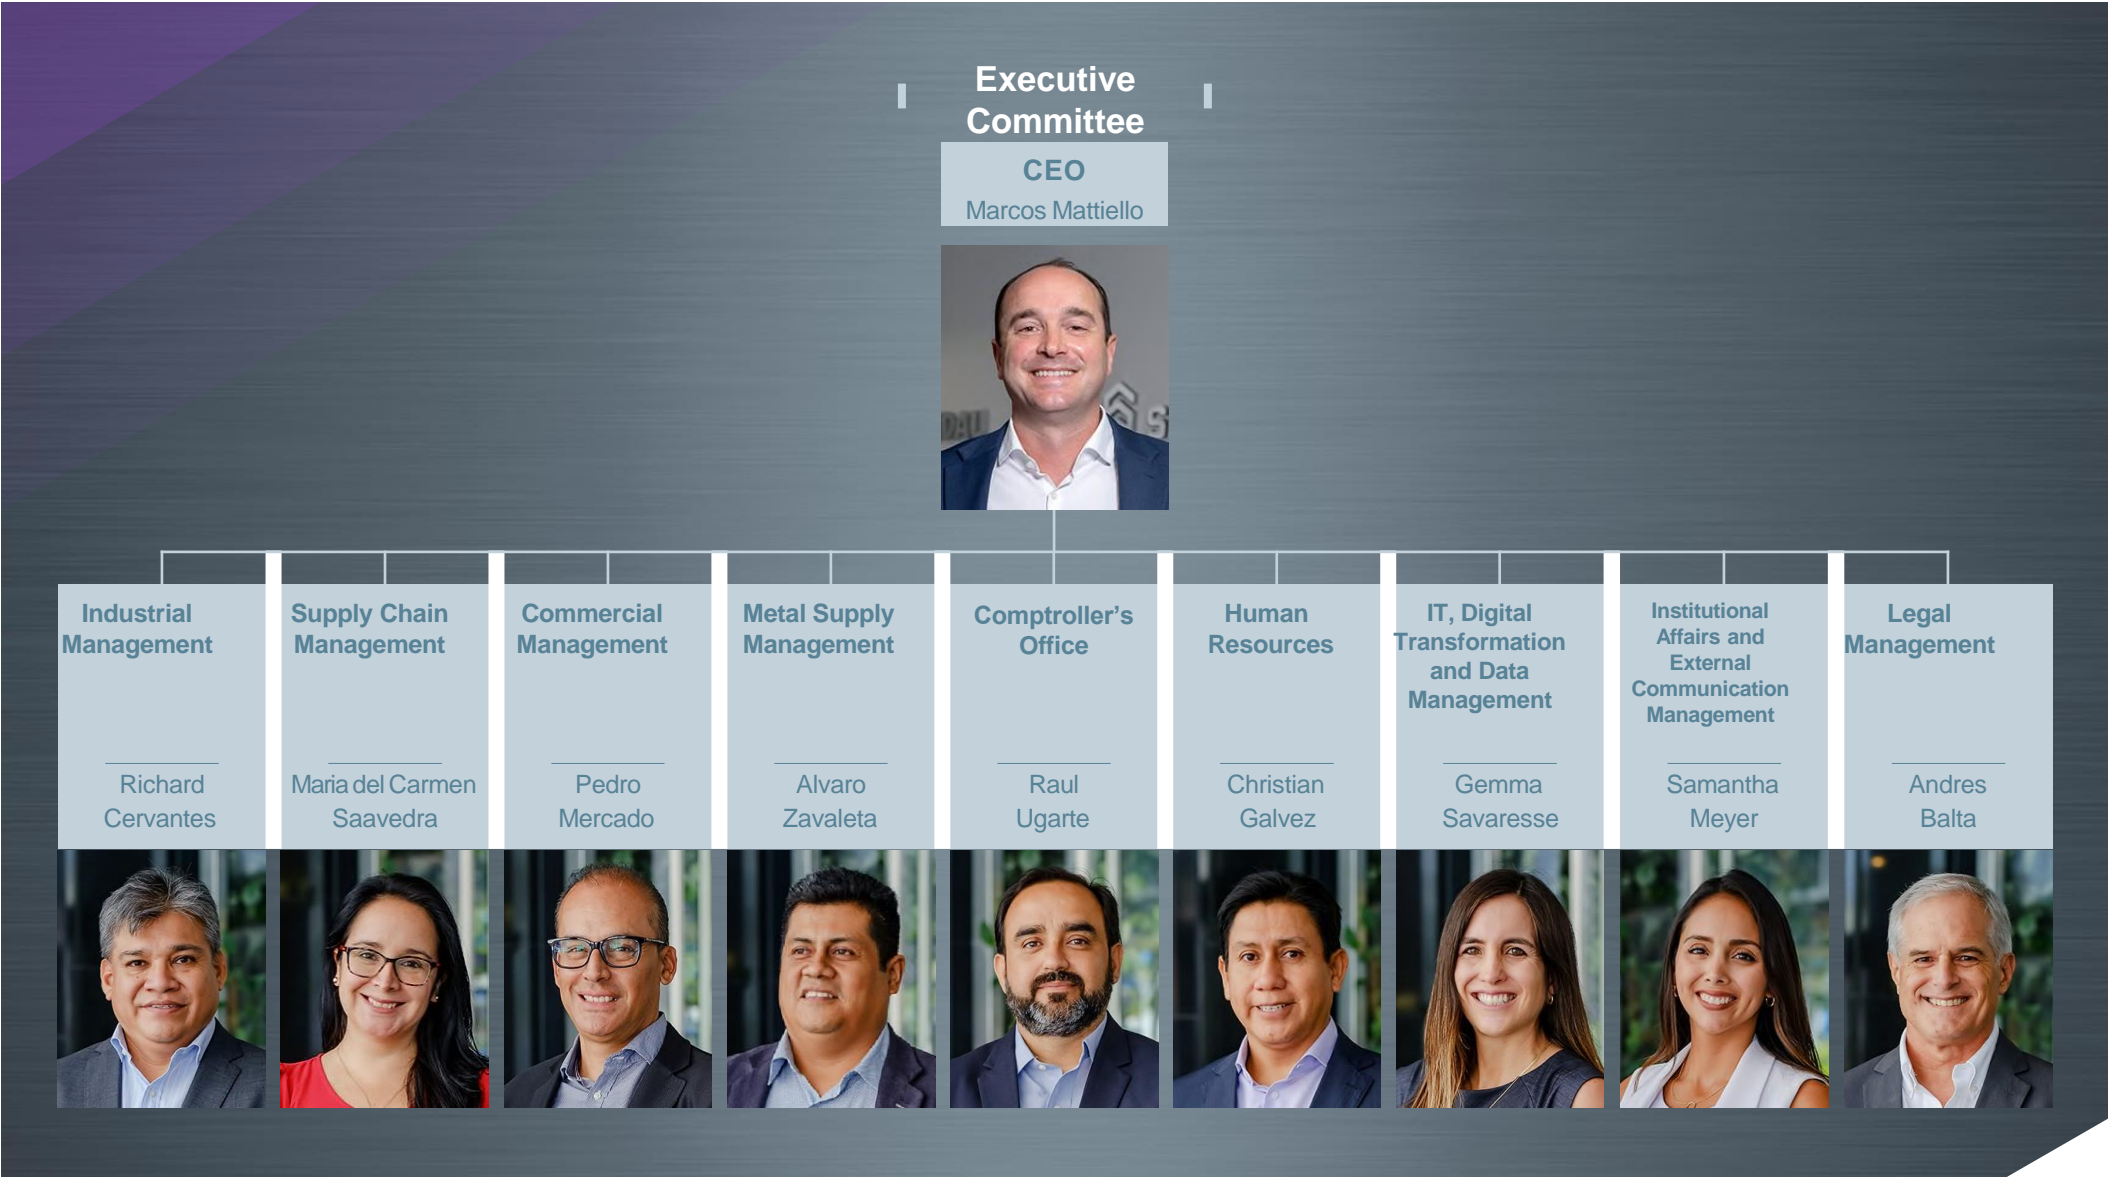 Executive
Committee
CEO
Marcos Mattiello
S
Industrial
Management
Richard
Cervantes
Supply Chain
Management
Maria del Carmen
Saavedra
Commercial
Management
Pedro
Mercado
Metal Supply
Management
Alvaro
Zavaleta
Comptroller’s
Office
Raul
Ugarte
Human
Resources
Christian
Galvez
IT, Digital
Transformation
and Data
Management
Gemma
Savaresse
Institutional
Affairs and
External
Communication
Management
Samantha
Meyer
Legal
Management
Andres
Balta